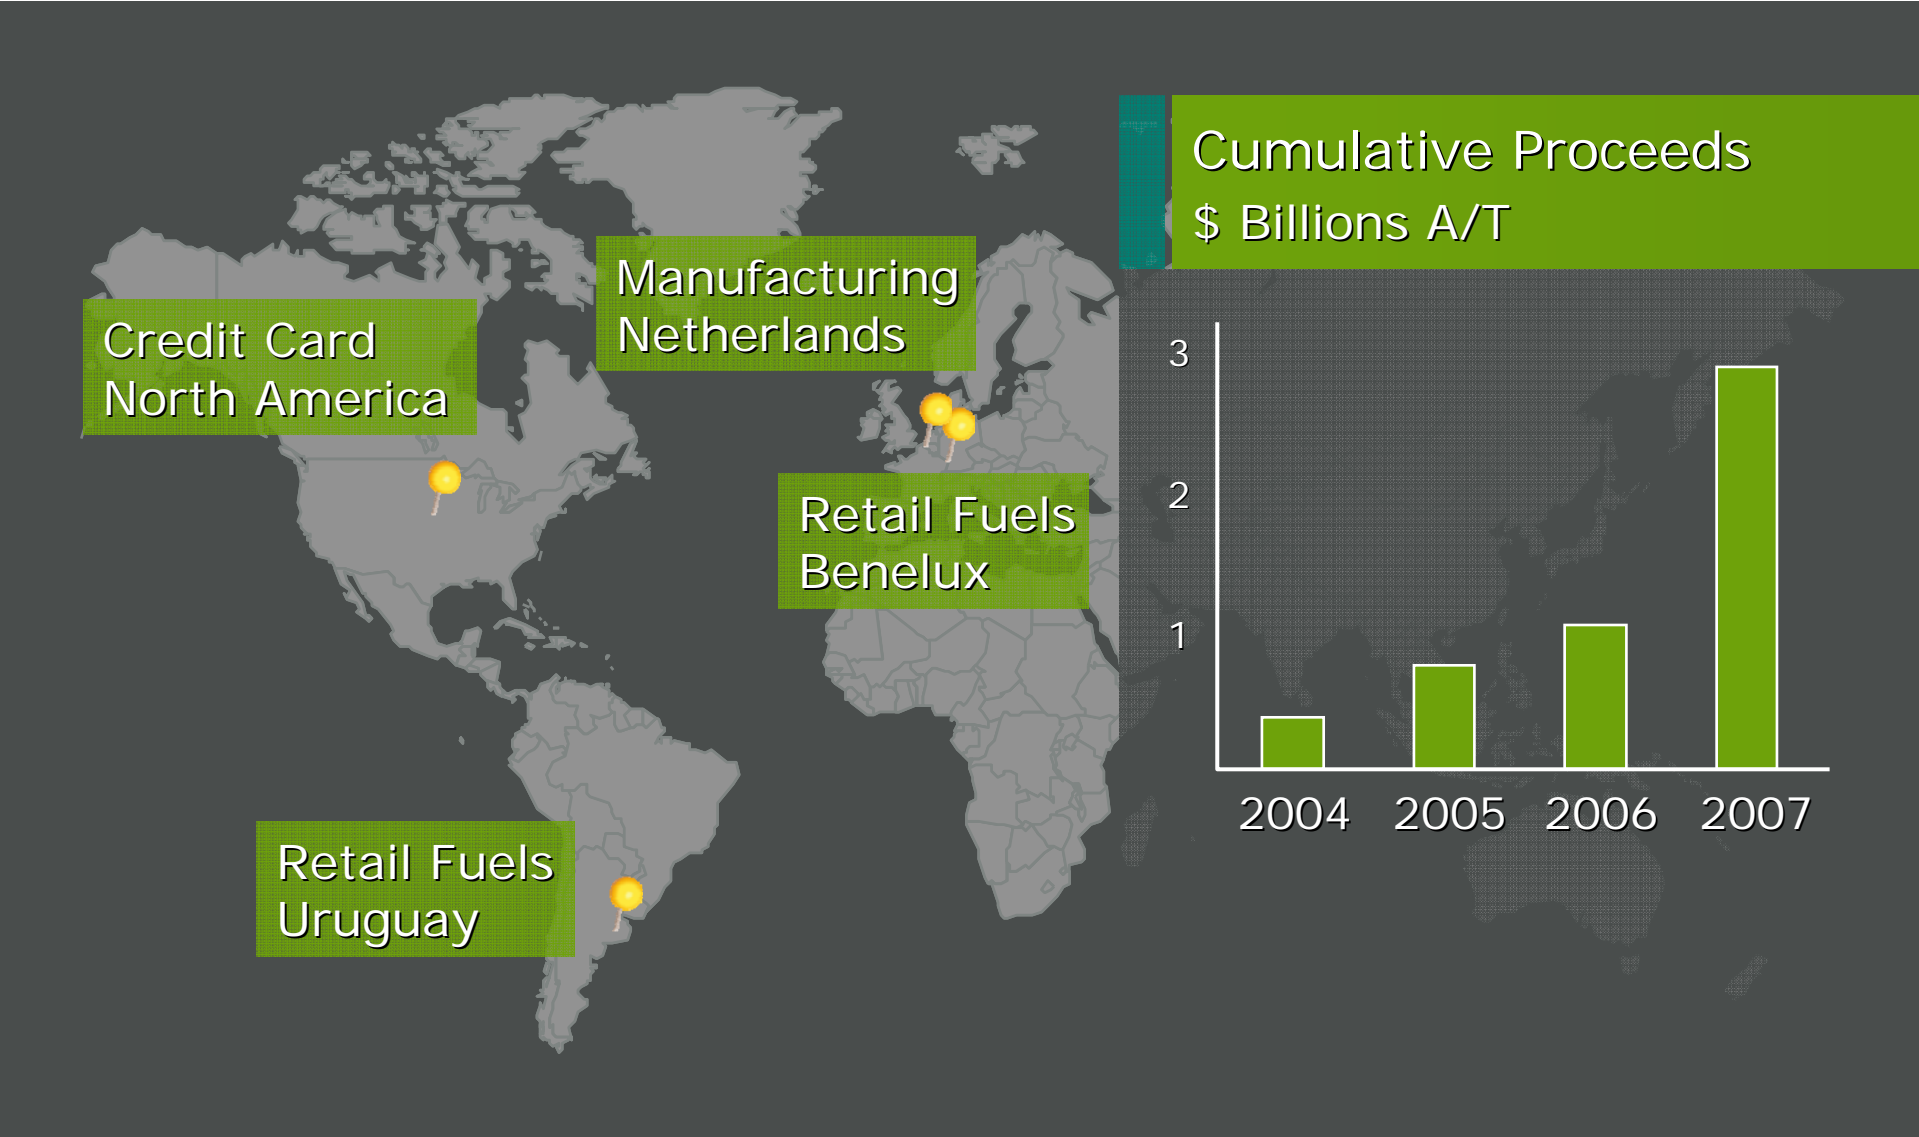 Cumulative Proceeds
$ Billions A/T
Manufacturing
Netherlands
Credit Card
North America
Retail Fuels
Benelux
Retail Fuels
Uruguay
3
2
1
2004 2005 2006 2007